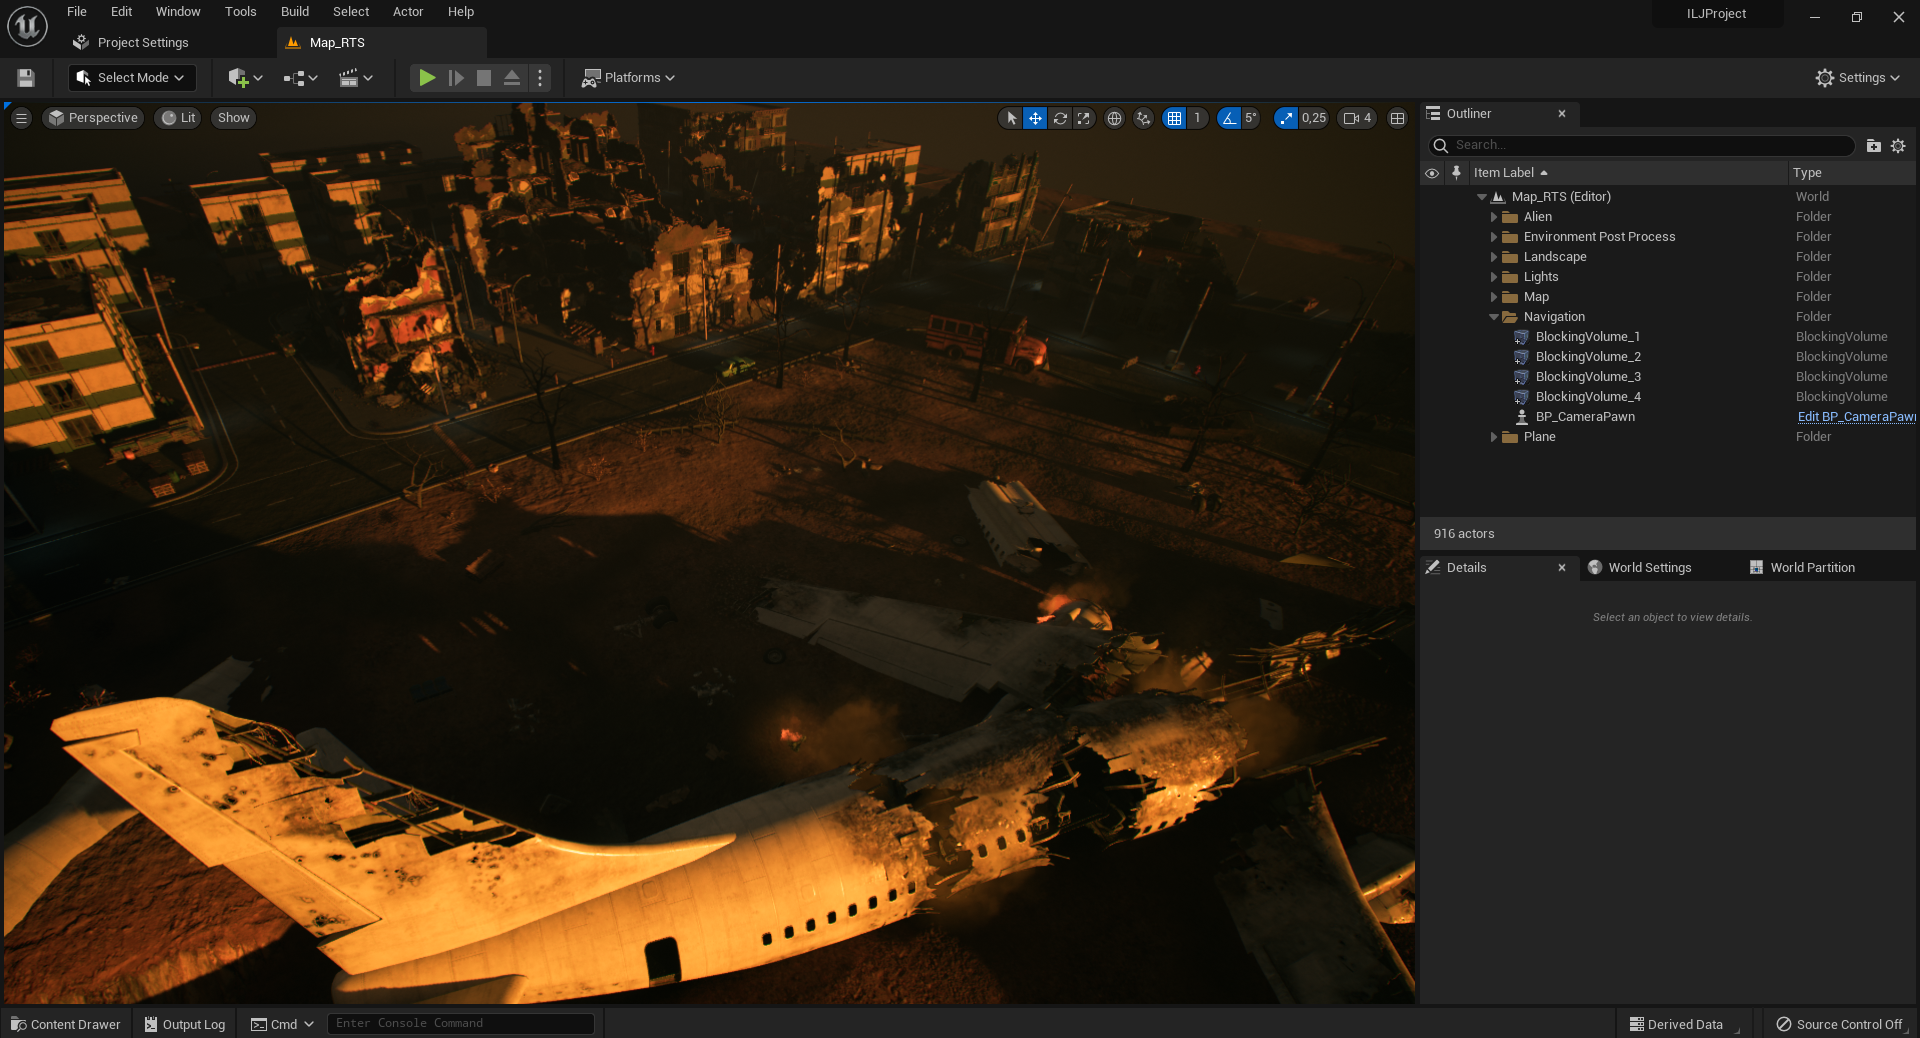 File Edit Window Tools Build Select Actor Help
ILJProject
Project Settings
Map_RTS
Select Mode
Platforms
Settings
Perspective
Lit
Show
1
5°
0,25
4
Outliner
Search...
Item Label
Type
Map_RTS (Editor) World
Alien Folder
Environment Post Process Folder
Landscape Folder
Lights Folder
Map Folder
Navigation Folder
BlockingVolume_1 BlockingVolume
BlockingVolume_2 BlockingVolume
BlockingVolume_3 BlockingVolume
BlockingVolume_4 BlockingVolume
BP_CameraPawn Edit BP_CameraPawn
Plane Folder
916 actors
Details
World Settings
World Partition
Select an object to view details.
Content Drawer
Output Log
Cmd
Enter Console Command
Derived Data
Source Control Off